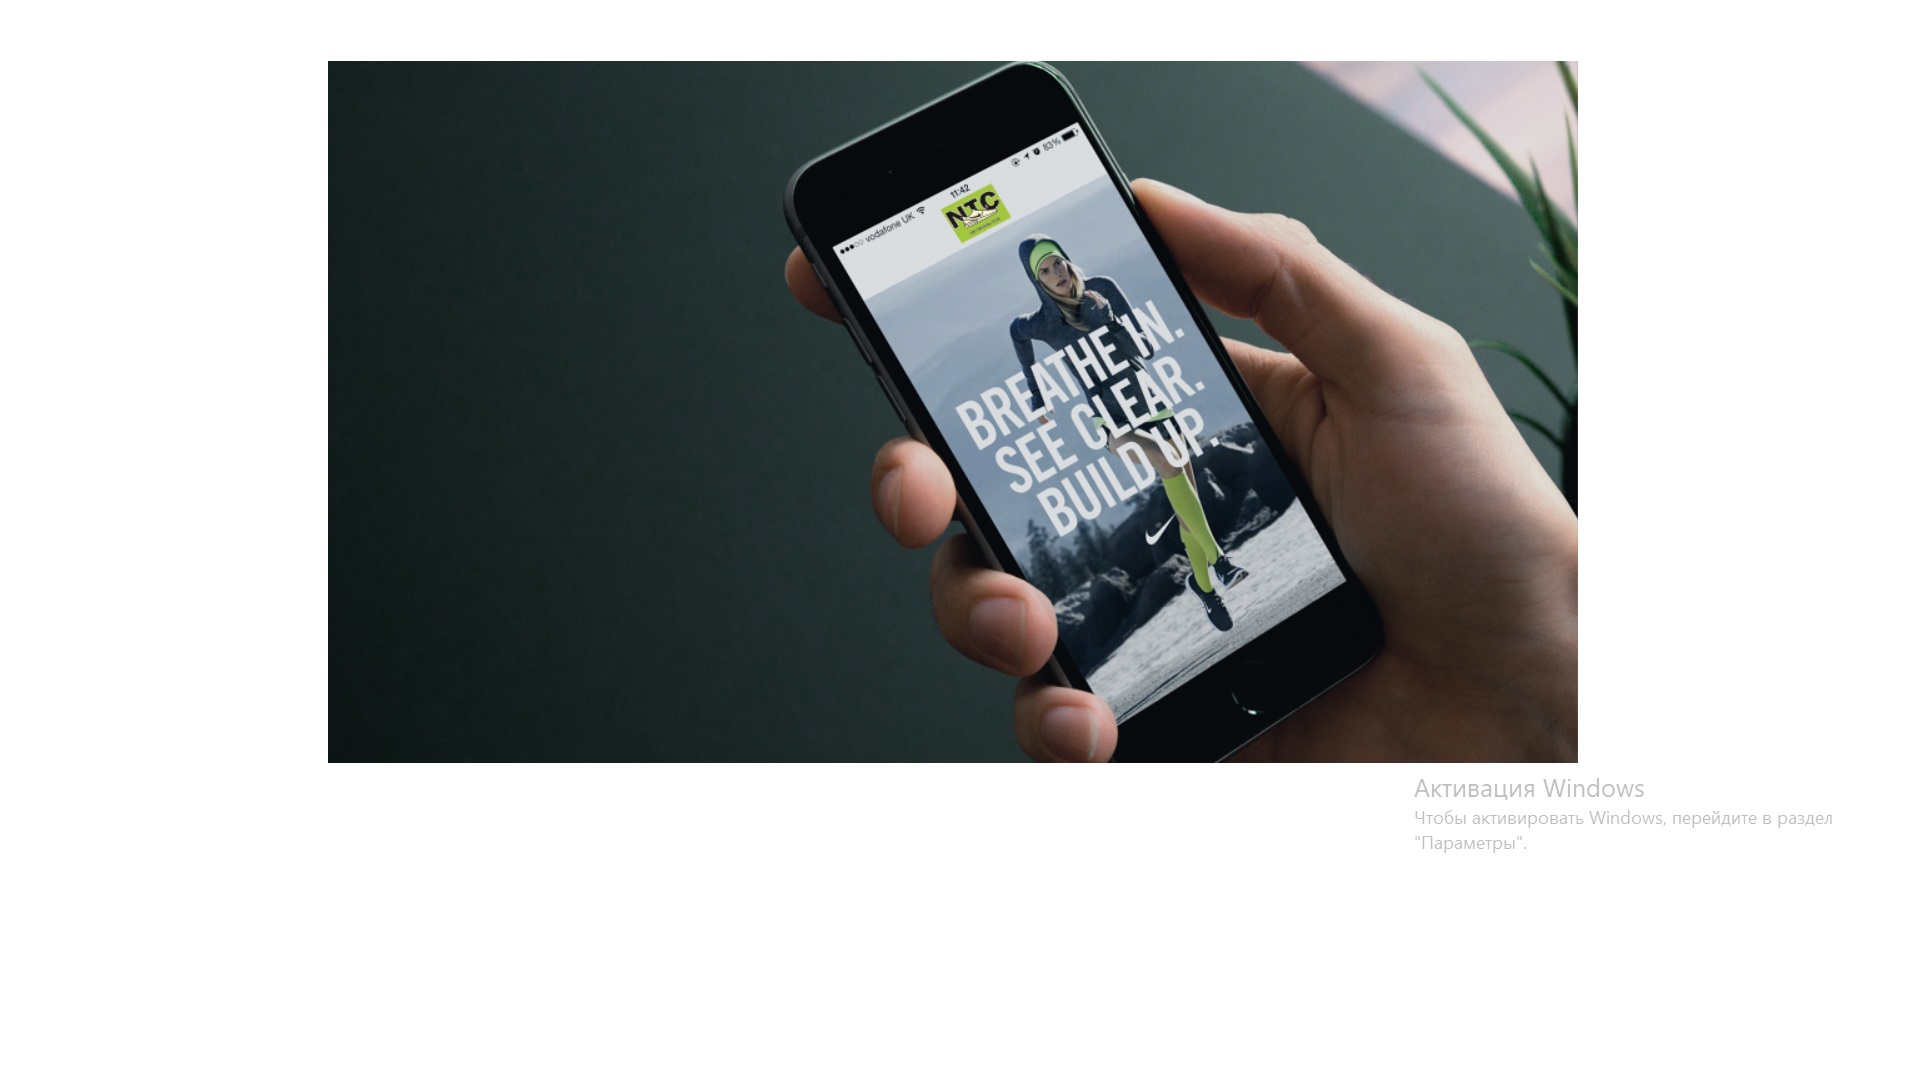 vodafone UK
11:42
83%
NTC
BREATHE IN.
SEE CLEAR.
BUILD UP.
Активация Windows
Чтобы активировать Windows, перейдите в раздел
"Параметры".